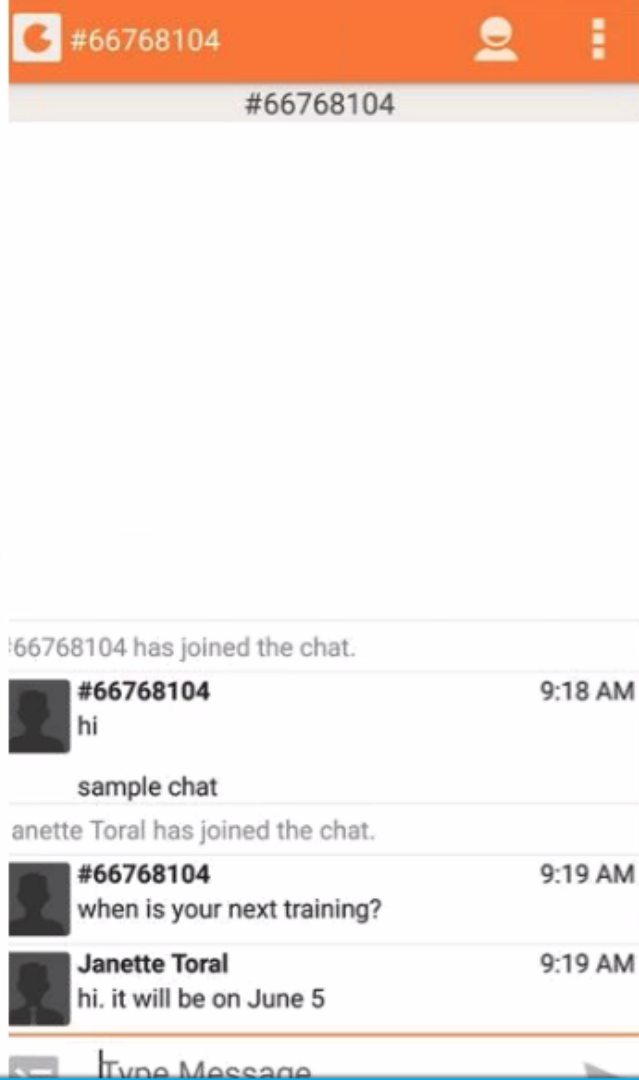 #66768104
#66768104
66768104 has joined the chat.
#66768104 9:18 AM
hi
sample chat
anette Toral has joined the chat.
#66768104 9:19 AM
when is your next training?
Janette Toral 9:19 AM
hi. it will be on June 5
Type Message